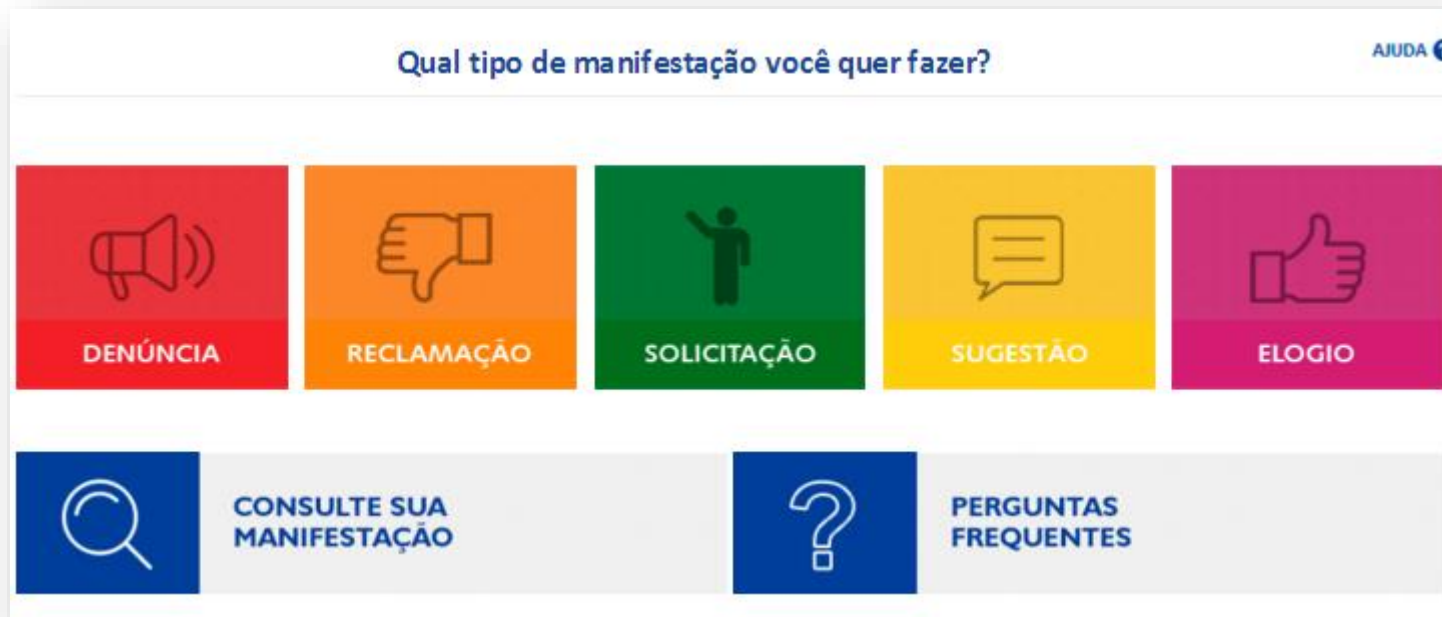 Qual tipo de manifestação você quer fazer?
AJUDA
DENÚNCIA
RECLAMAÇÃO
SOLICITAÇÃO
SUGESTÃO
ELOGIO
CONSULTE SUA
MANIFESTAÇÃO
PERGUNTAS
FREQUENTES